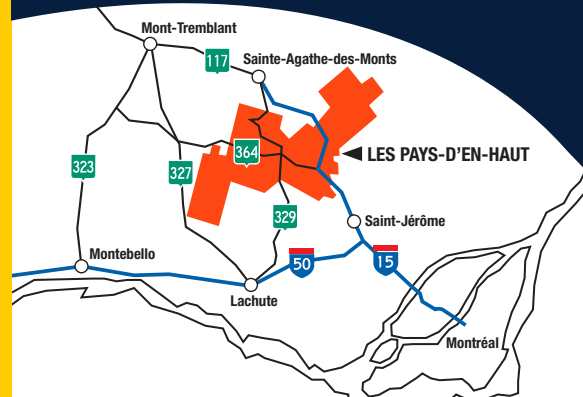 Mont-Tremblant
117
Sainte-Agathe-des-Monts
364
LES PAYS-D'EN-HAUT
323
327
329
Saint-Jérôme
Montebello
50
15
Lachute
Montréal